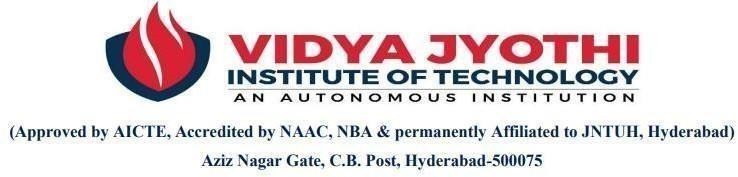 VIDYA JYOTHI
INSTITUTE OF TECHNOLOGY
AN AUTONOMOUS INSTITUTION
(Approved by AICTE, Accredited by NAAC, NBA & permanently Affiliated to JNTUH, Hyderabad)
Aziz Nagar Gate, C.B. Post, Hyderabad-500075